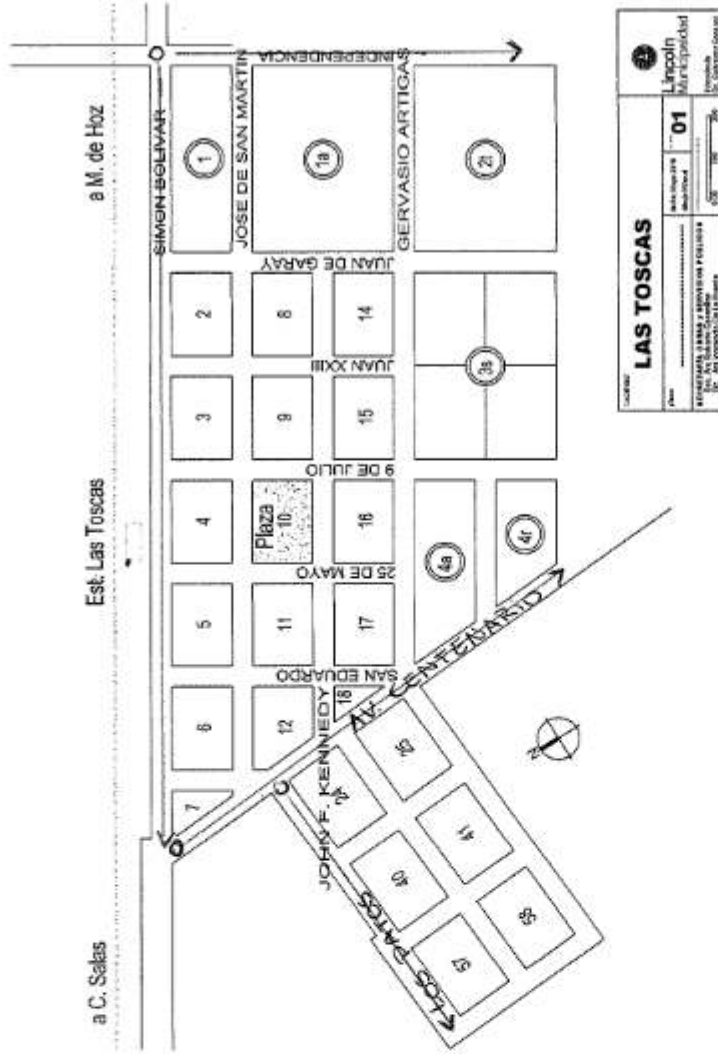 a C. Salas
Est. Las Toscas
a M. de Hoz
SIMON BOLIVAR
INDEPENDENCIA
JOSE DE SAN MARTIN
GERVASIO ARTIGAS
JUAN DE GARAY
JUAN XXIII
9 DE JULIO
25 DE MAYO
SAN EDUARDO
JOHN F. KENNEDY
AV. CENTENARIO
LOS PATOS
7
6
5
4
3
2
1
12
11
Plaza
10
9
8
1a
18
17
16
15
14
4a
4r
3s
2t
24
25
40
41
57
58
N
LAS TOSCAS
01
Lincoln
Municipalidad